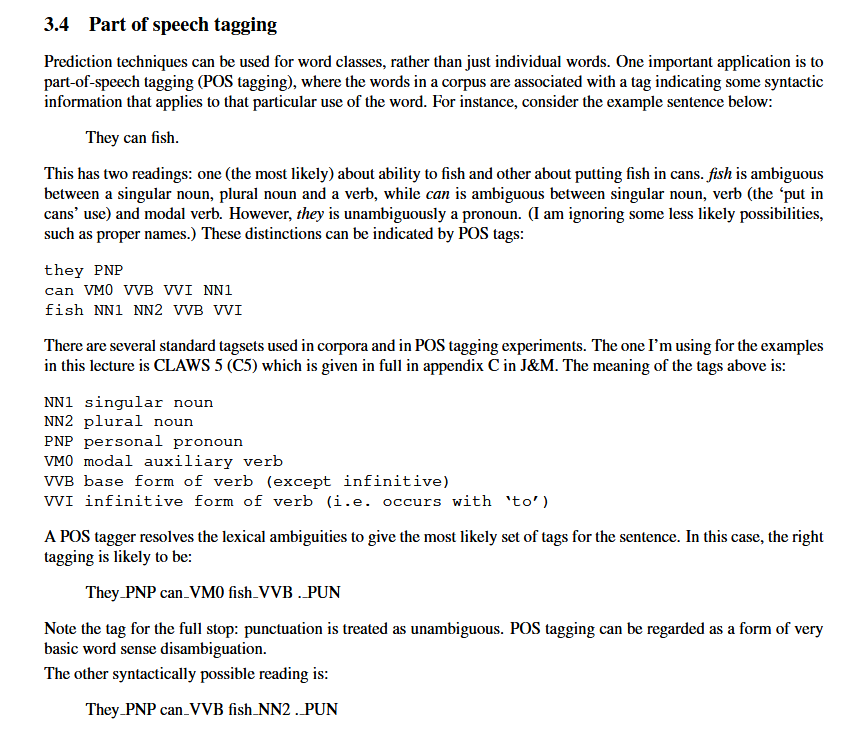 3.4 Part of speech tagging
Prediction techniques can be used for word classes, rather than just individual words. One important application is to
part-of-speech tagging (POS tagging), where the words in a corpus are associated with a tag indicating some syntactic
information that applies to that particular use of the word. For instance, consider the example sentence below:
They can fish.
This has two readings: one (the most likely) about ability to fish and other about putting fish in cans. fish is ambiguous
between a singular noun, plural noun and a verb, while can is ambiguous between singular noun, verb (the ‘put in
cans’ use) and modal verb. However, they is unambiguously a pronoun. (I am ignoring some less likely possibilities,
such as proper names.) These distinctions can be indicated by POS tags:
they PNP
can VM0 VVB VVI NN1
fish NN1 NN2 VVB VVI
There are several standard tagsets used in corpora and in POS tagging experiments. The one I’m using for the examples
in this lecture is CLAWS 5 (C5) which is given in full in appendix C in J&M. The meaning of the tags above is:
NN1 singular noun
NN2 plural noun
PNP personal pronoun
VM0 modal auxiliary verb
VVB base form of verb (except infinitive)
VVI infinitive form of verb (i.e. occurs with ‘to’)
A POS tagger resolves the lexical ambiguities to give the most likely set of tags for the sentence. In this case, the right
tagging is likely to be:
They_PNP can_VM0 fish_VVB ._PUN
Note the tag for the full stop: punctuation is treated as unambiguous. POS tagging can be regarded as a form of very
basic word sense disambiguation.
The other syntactically possible reading is:
They_PNP can_VVB fish_NN2 ._PUN